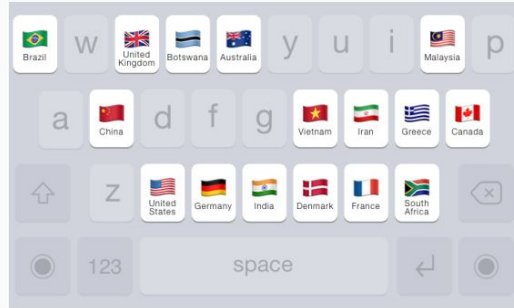 Brazil w United Kingdom Botswana Australia y u i Malaysia p
a China d f g Vietnam Iran Greece Canada
z United States Germany India Denmark France South Africa
123 space